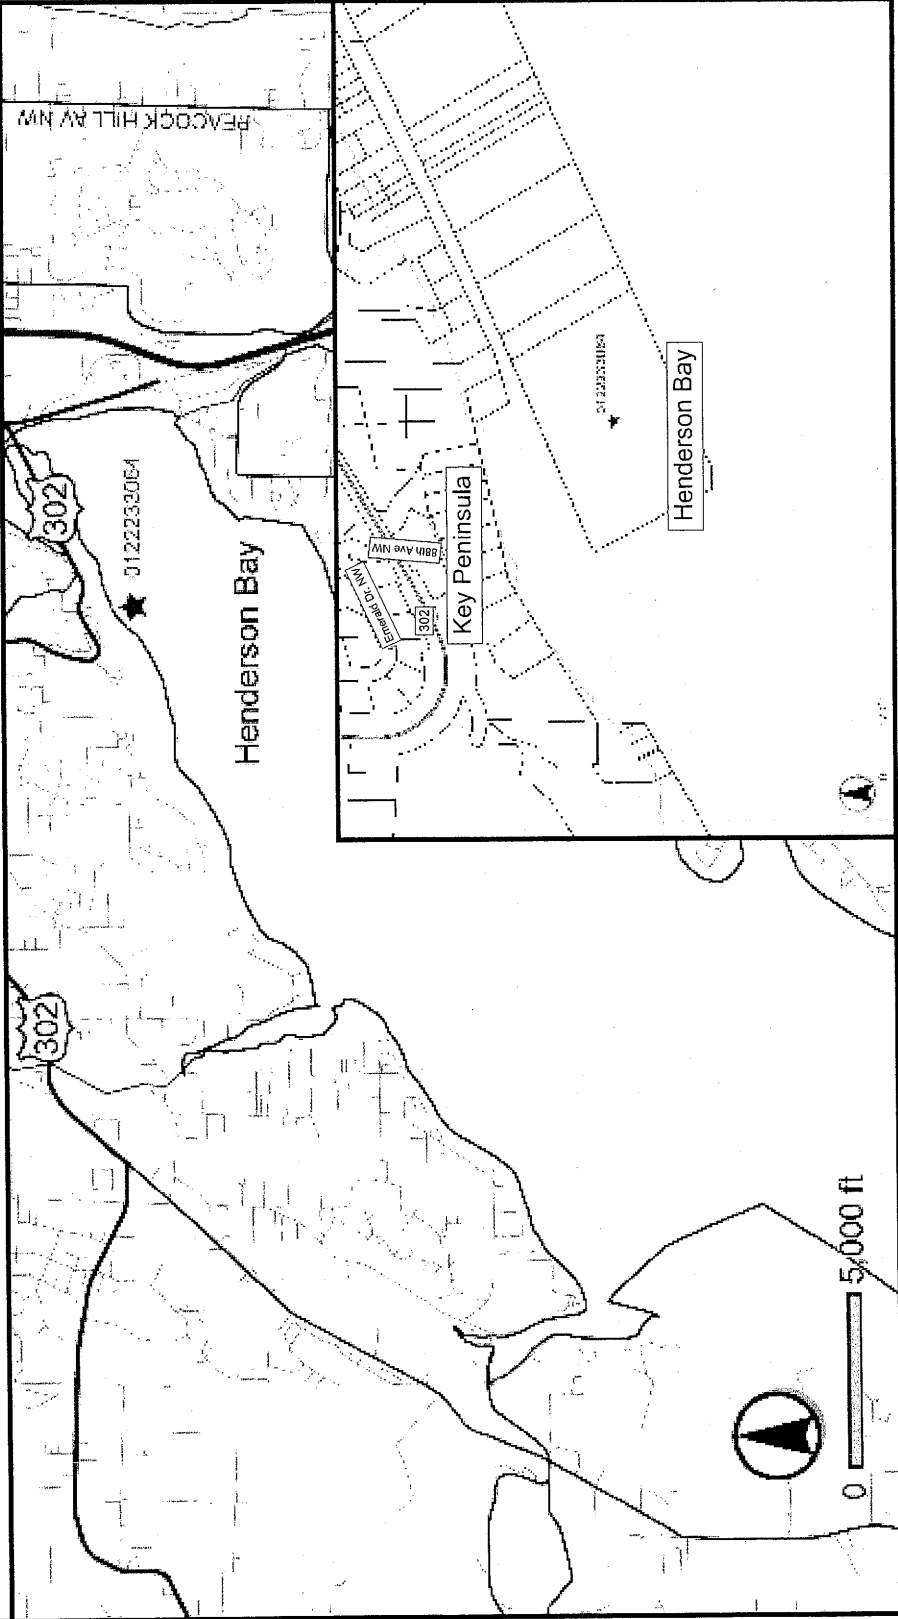 PEACOCK HILL AV NW
302
0122233064
Henderson Bay
302
0
5,000 ft
0122233064
Henderson Bay
Key Peninsula
88th Ave NW
Emerald Dr. NW
302